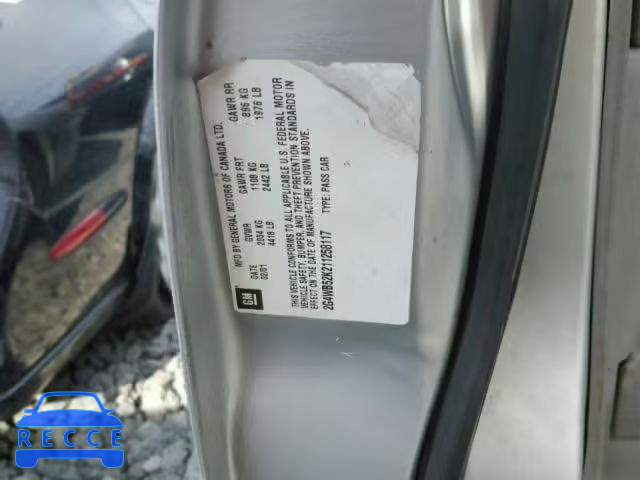 GM
MFD BY GENERAL MOTORS OF CANADA LTD.
DATE GVWR GAWR FRT GAWR RR
02/01 2004 KG 1108 KG 896 KG
4418 LB 2442 LB 1976 LB
THIS VEHICLE CONFORMS TO ALL APPLICABLE U.S. FEDERAL MOTOR
VEHICLE SAFETY, BUMPER, AND THEFT PREVENTION STANDARDS IN
EFFECT ON THE DATE OF MANUFACTURE SHOWN ABOVE.
2G4WB52K211258117 TYPE: PASS CAR
RECCE